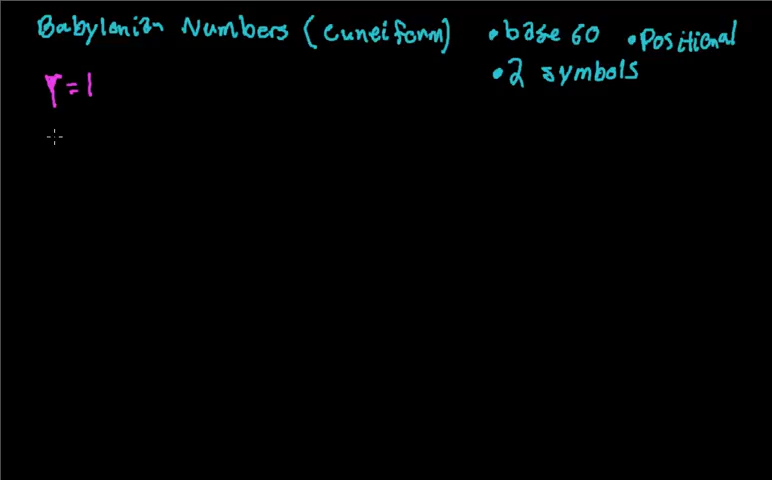 Babylonian Numbers (cuneiform) • base 60 • Positional
• 2 symbols
𒁹 = 1